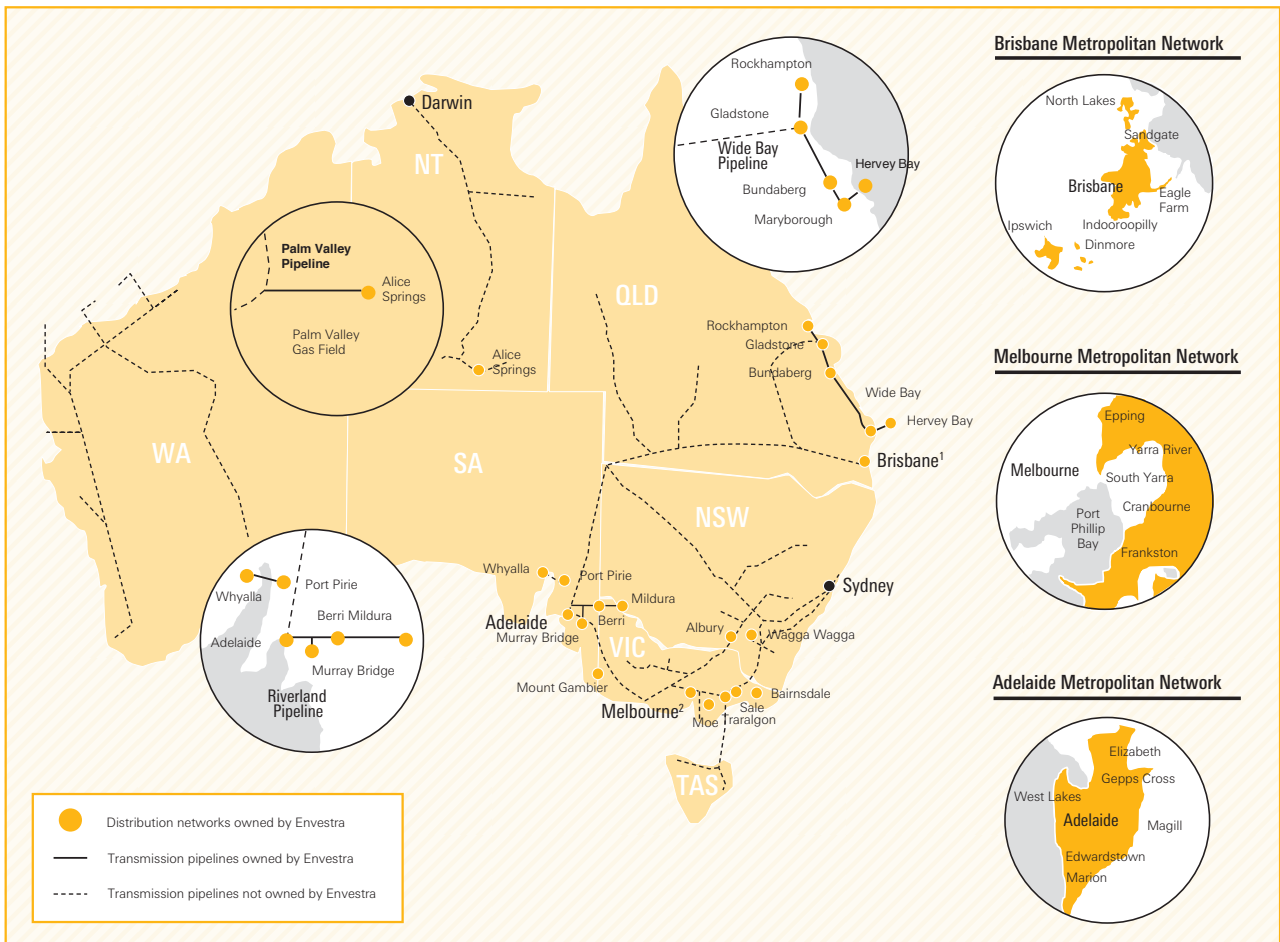 Darwin
NT
Palm Valley
Pipeline
Alice
Springs
Palm Valley
Gas Field
Alice
Springs
WA
SA
QLD
NSW
VIC
TAS
Rockhampton
Gladstone
Wide Bay
Pipeline
Hervey Bay
Bundaberg
Maryborough
Rockhampton
Gladstone
Bundaberg
Wide Bay
Hervey Bay
Brisbane1
Sydney
Whyalla
Port Pirie
Mildura
Adelaide
Berri
Murray Bridge
Albury
Wagga Wagga
Mount Gambier
Melbourne2
Moe
Traralgon
Sale
Bairnsdale
Whyalla
Port Pirie
Berri Mildura
Adelaide
Murray Bridge
Riverland
Pipeline
Brisbane Metropolitan Network
North Lakes
Sandgate
Brisbane
Eagle
Farm
Indooroopilly
Ipswich
Dinmore
Melbourne Metropolitan Network
Epping
Yarra River
Melbourne
South Yarra
Cranbourne
Port
Phillip
Bay
Frankston
Adelaide Metropolitan Network
Elizabeth
Gepps Cross
West Lakes
Adelaide
Magill
Edwardstown
Marion
Distribution networks owned by Envestra
Transmission pipelines owned by Envestra
Transmission pipelines not owned by Envestra